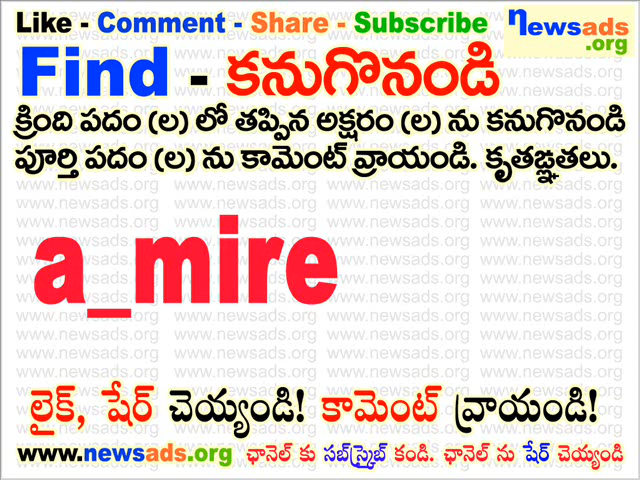 Like - Comment - Share - Subscribe
newsads
.org
Find - కనుగొనండి
క్రింది పదం (ల) లో తప్పిన అక్షరం (ల) ను కనుగొనండి
పూర్తి పదం (ల) ను కామెంట్ వ్రాయండి. కృతఙ్ఞతలు.
a_mire
లైక్, షేర్ చెయ్యండి! కామెంట్ వ్రాయండి!
www.newsads.org ఛానెల్ కు సబ్‌స్క్రైబ్ కండి. ఛానెల్ ను షేర్ చెయ్యండి